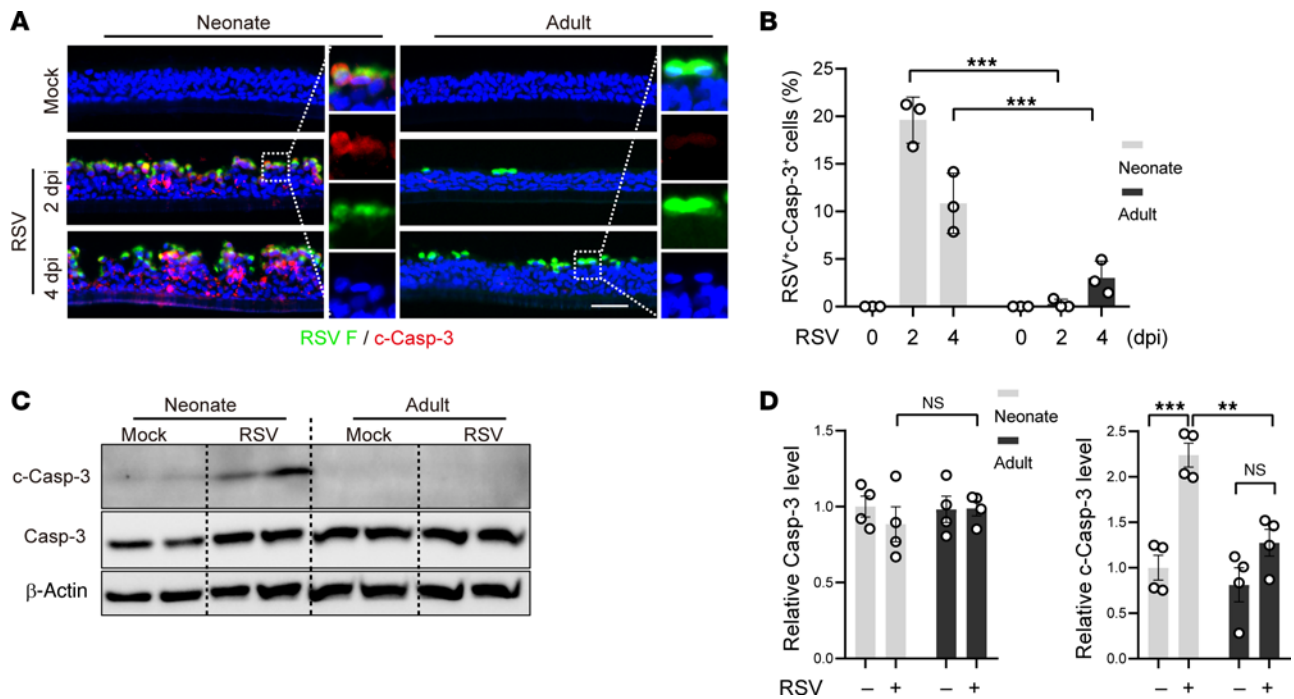 A
Neonate
Adult
Mock
RSV
2 dpi
4 dpi
RSV F / c-Casp-3
B
RSV⁺c-Casp-3⁺ cells (%)
25
20
15
10
5
0
***
***
Neonate
Adult
RSV 0 2 4 0 2 4 (dpi)
C
Neonate Adult
Mock RSV Mock RSV
c-Casp-3
Casp-3
β-Actin
D
Relative Casp-3 level
1.5
1.0
0.5
0.0
NS
Neonate
Adult
RSV – + – +
Relative c-Casp-3 level
2.5
2.0
1.5
1.0
0.5
0.0
***
**
NS
– + – +